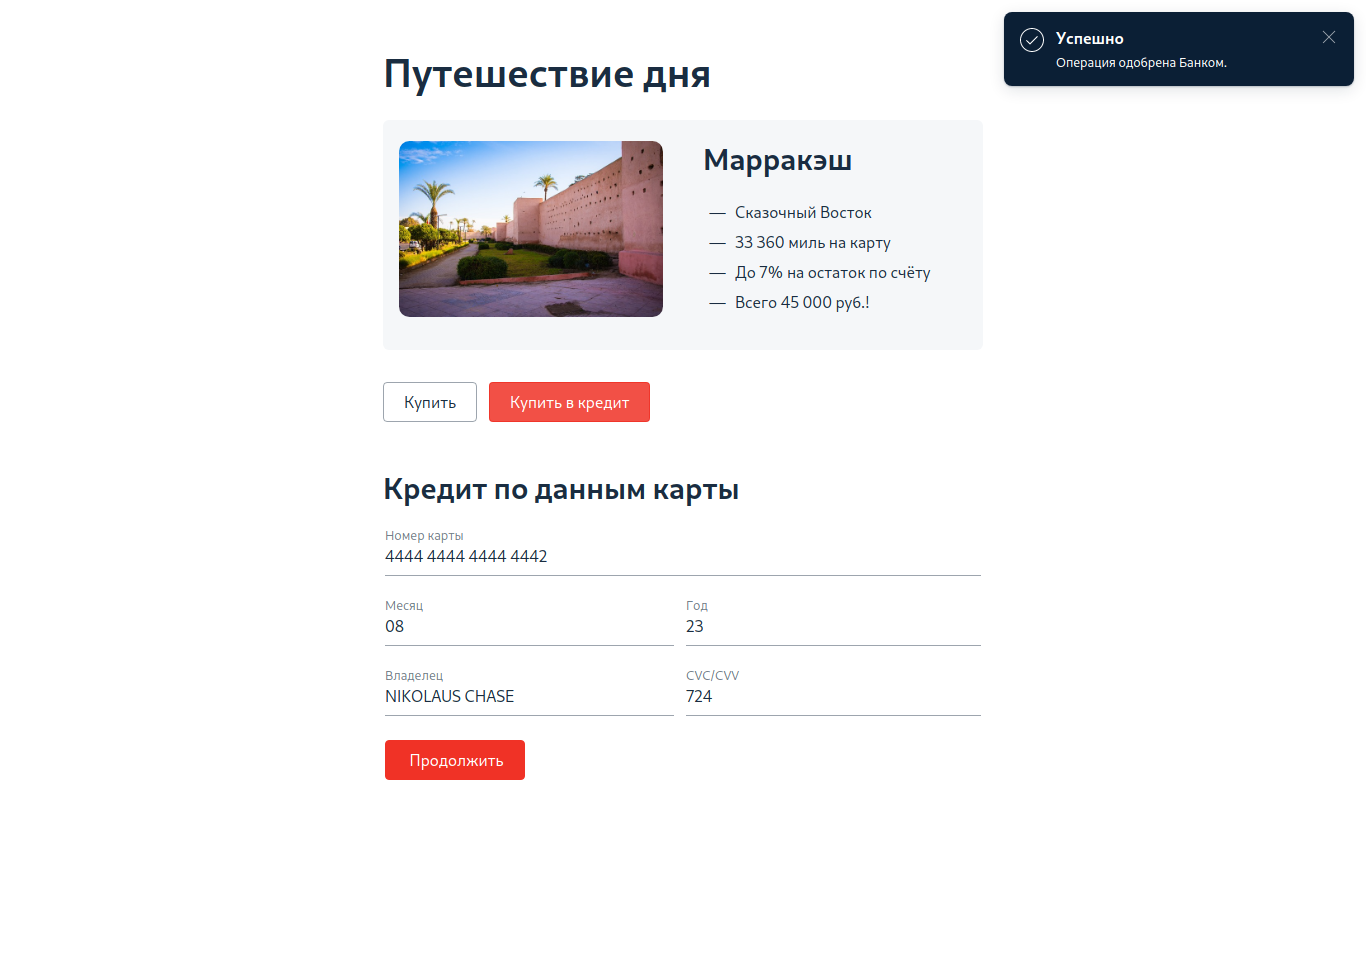 Путешествие дня
Успешно
Операция одобрена Банком.
Марракэш
— Сказочный Восток
— 33 360 миль на карту
— До 7% на остаток по счёту
— Всего 45 000 руб.!
Купить
Купить в кредит
Кредит по данным карты
Номер карты
4444 4444 4444 4442
Месяц
Год
08
23
Владелец
CVC/CVV
NIKOLAUS CHASE
724
Продолжить